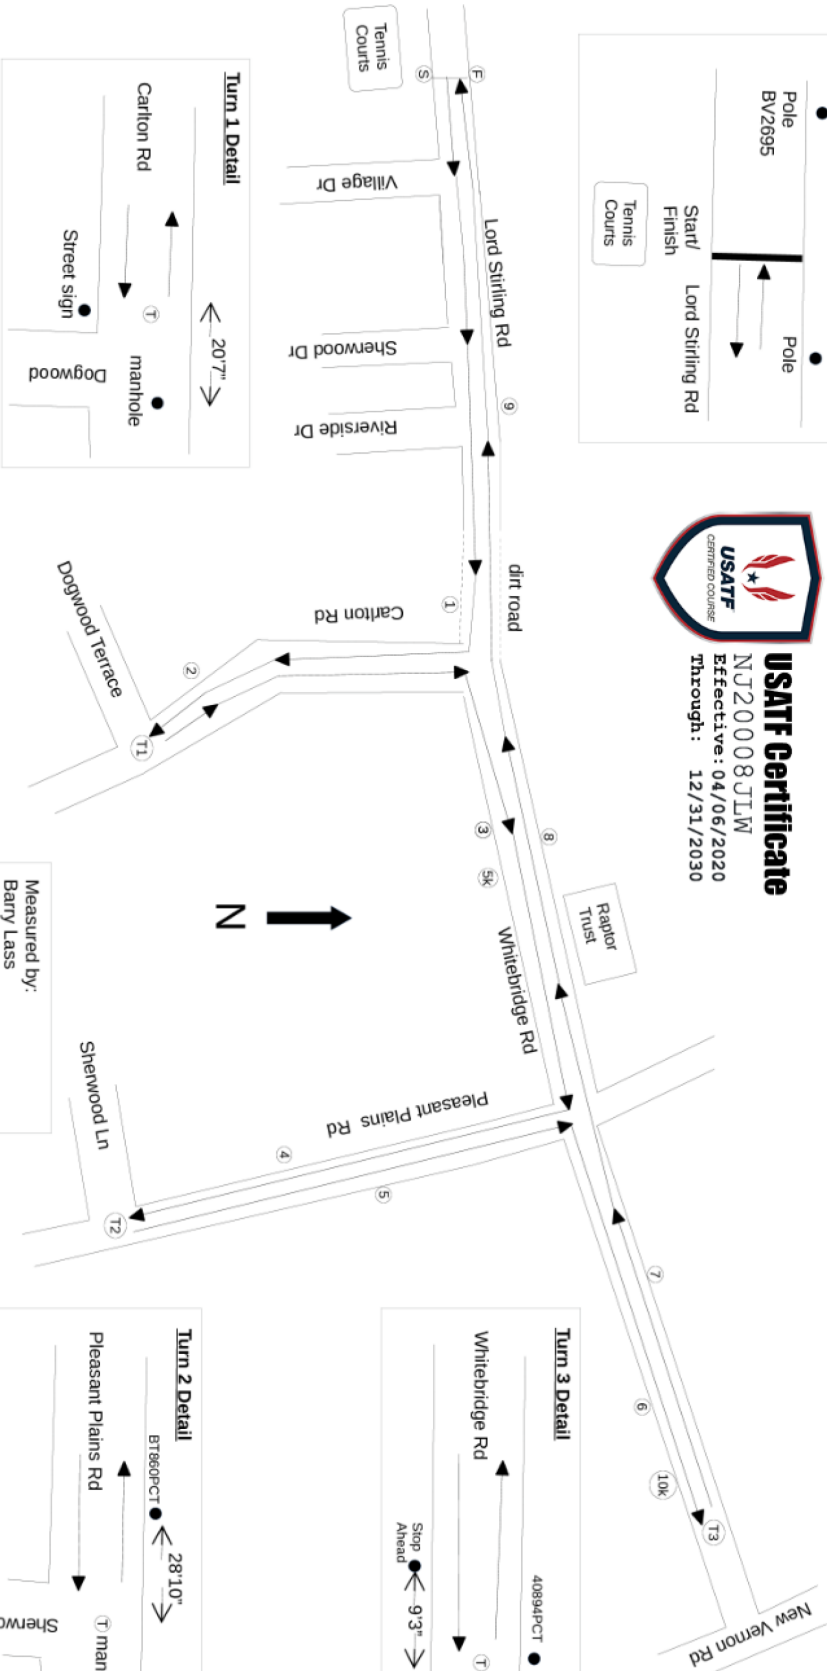 Pole
BV2695
Start/
Finish
Tennis
Courts
Pole
Lord Stirling Rd
USATF
CERTIFIED COURSE
USATF Certificate
NJ20008JLW
Effective: 04/06/2020
Through: 12/31/2030
Tennis
Courts
S
F
Village Dr
Lord Stirling Rd
Sherwood Dr
Riverside Dr
9
dirt road
1
Carlton Rd
2
Dogwood Terrace
T1
3
5k
8
Raptor
Trust
Whitebridge Rd
N
Pleasant Plains Rd
4
5
Sherwood Ln
T2
7
6
10k
T3
New Vernon Rd
Turn 1 Detail
Carlton Rd
Street sign
T
20'7"
manhole
Dogwood
Measured by:
Barry Lass
Turn 3 Detail
Whitebridge Rd
Stop
Ahead
9'3"
40894PCT
T
Turn 2 Detail
Pleasant Plains Rd
BT860PCT
28'10"
T man
Sherwo